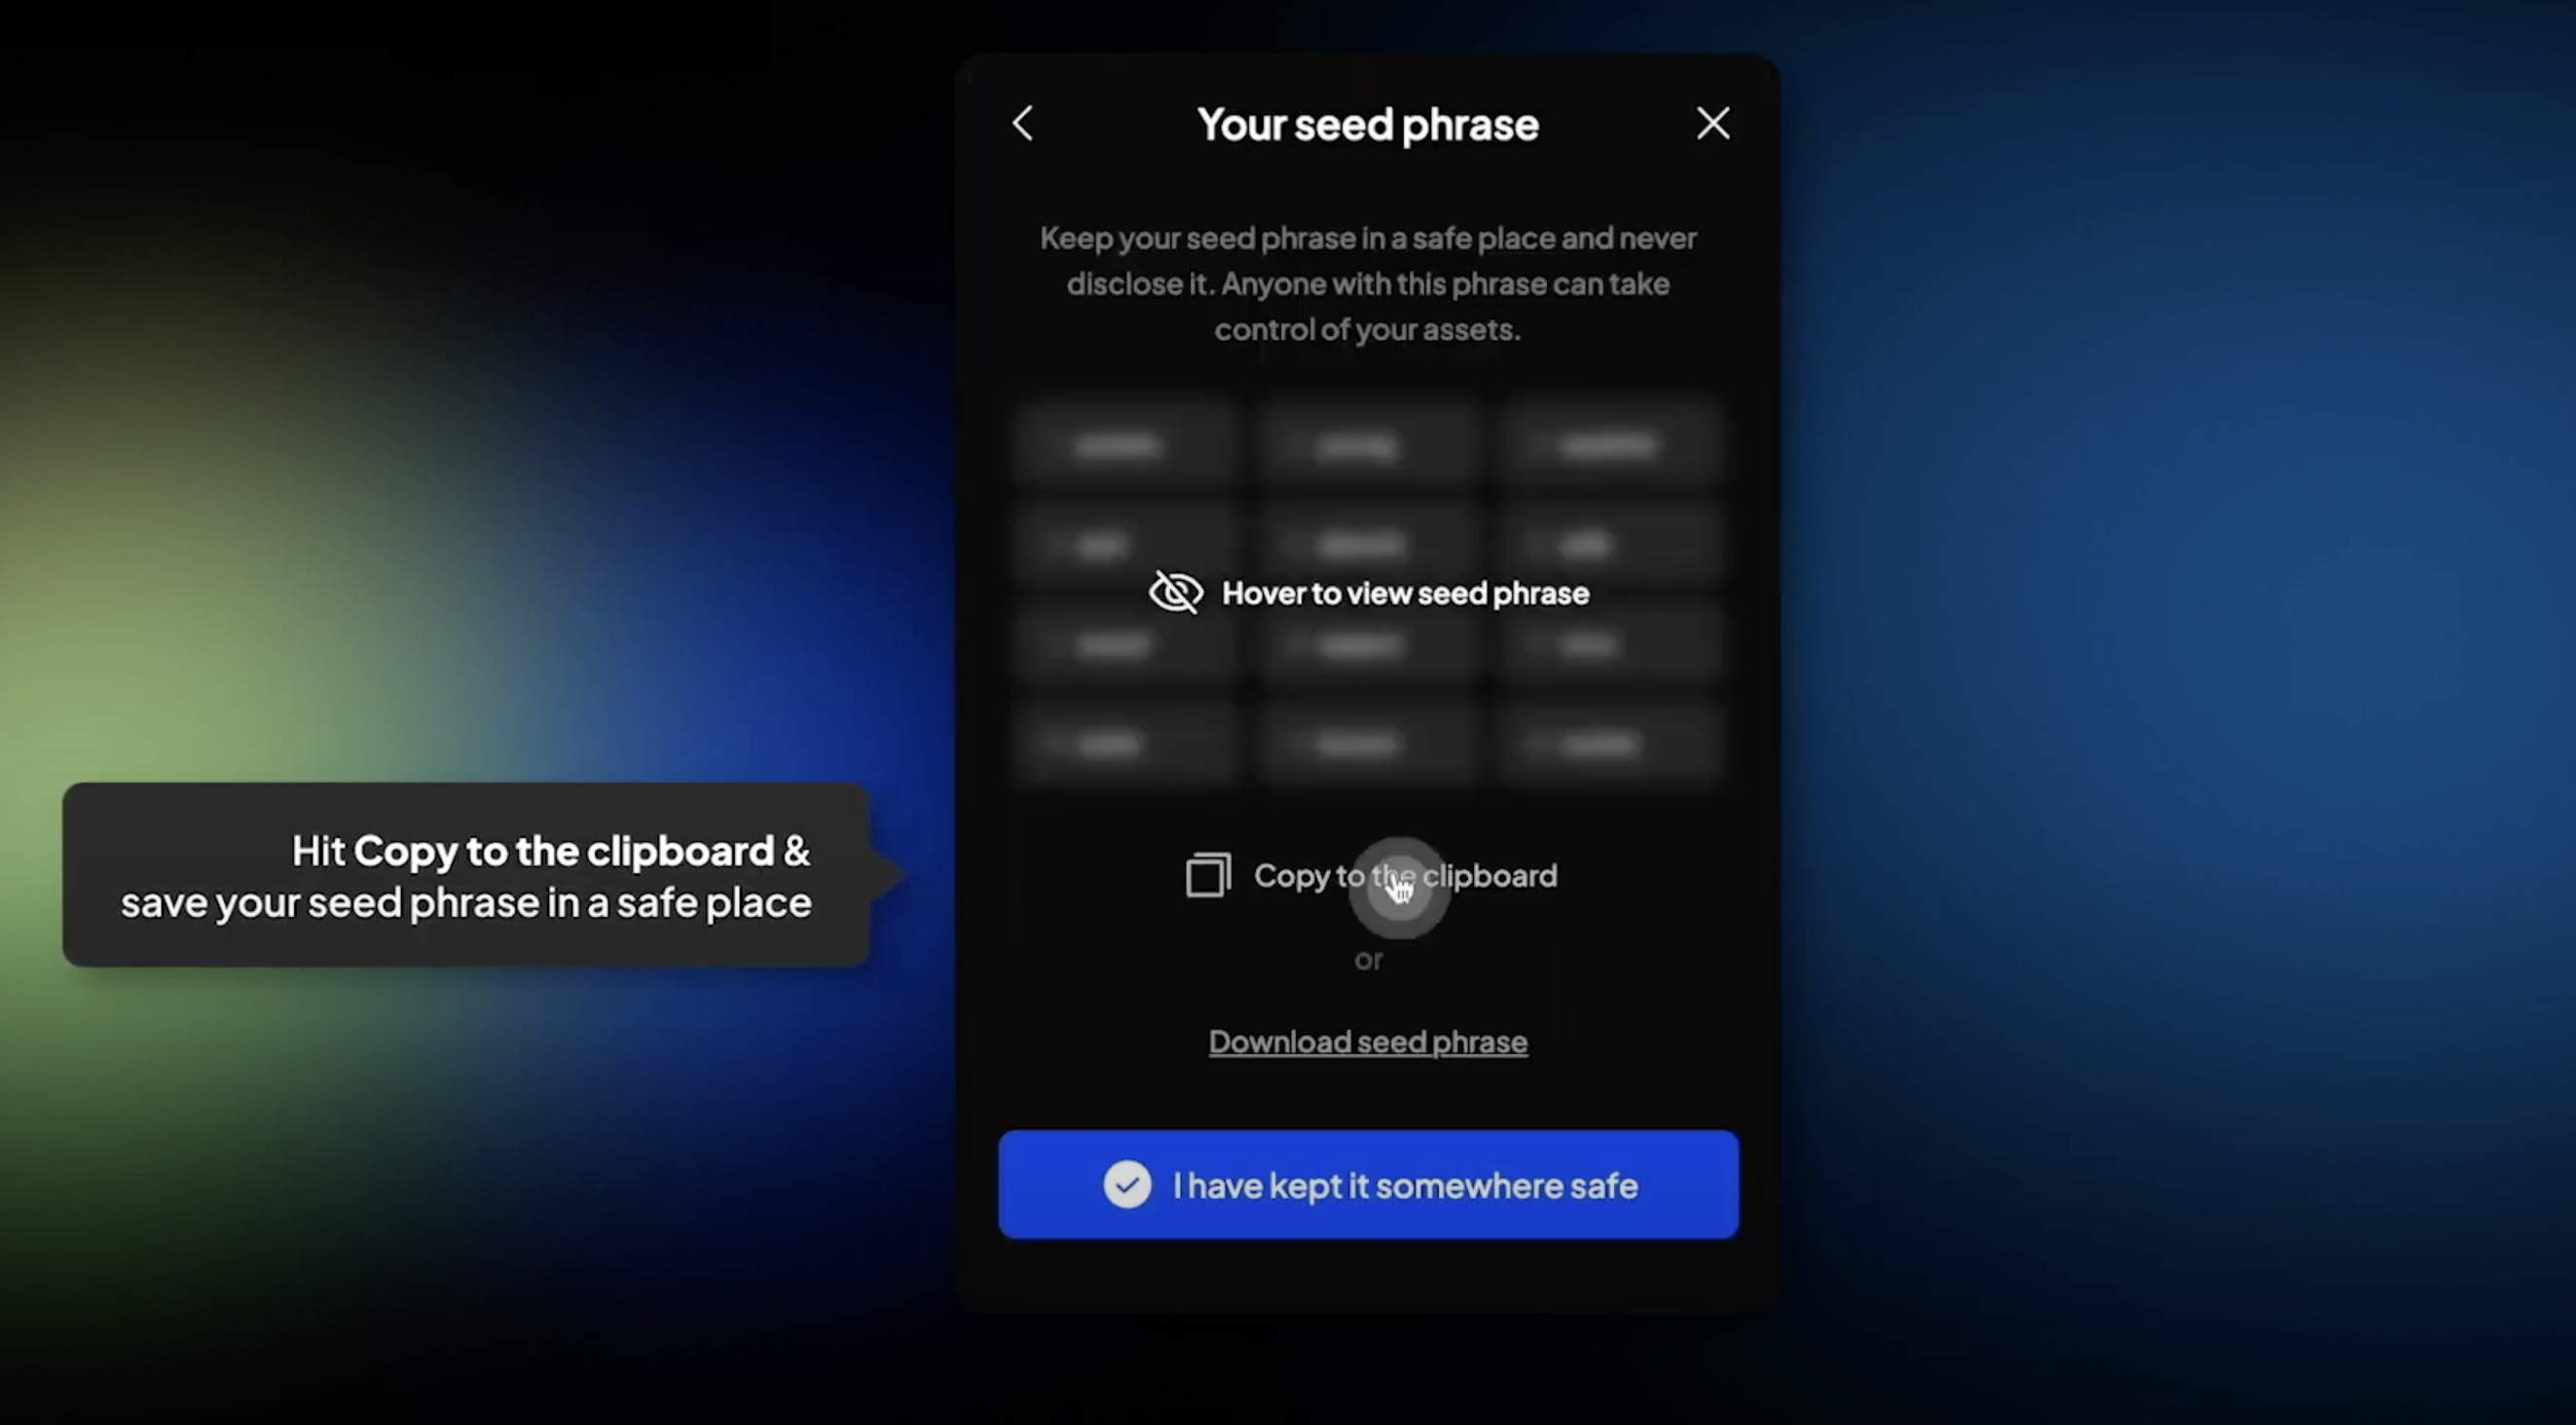 Your seed phrase
Keep your seed phrase in a safe place and never
disclose it. Anyone with this phrase can take
control of your assets.
Hover to view seed phrase
Hit Copy to the clipboard &
save your seed phrase in a safe place
Copy to the clipboard
or
Download seed phrase
I have kept it somewhere safe